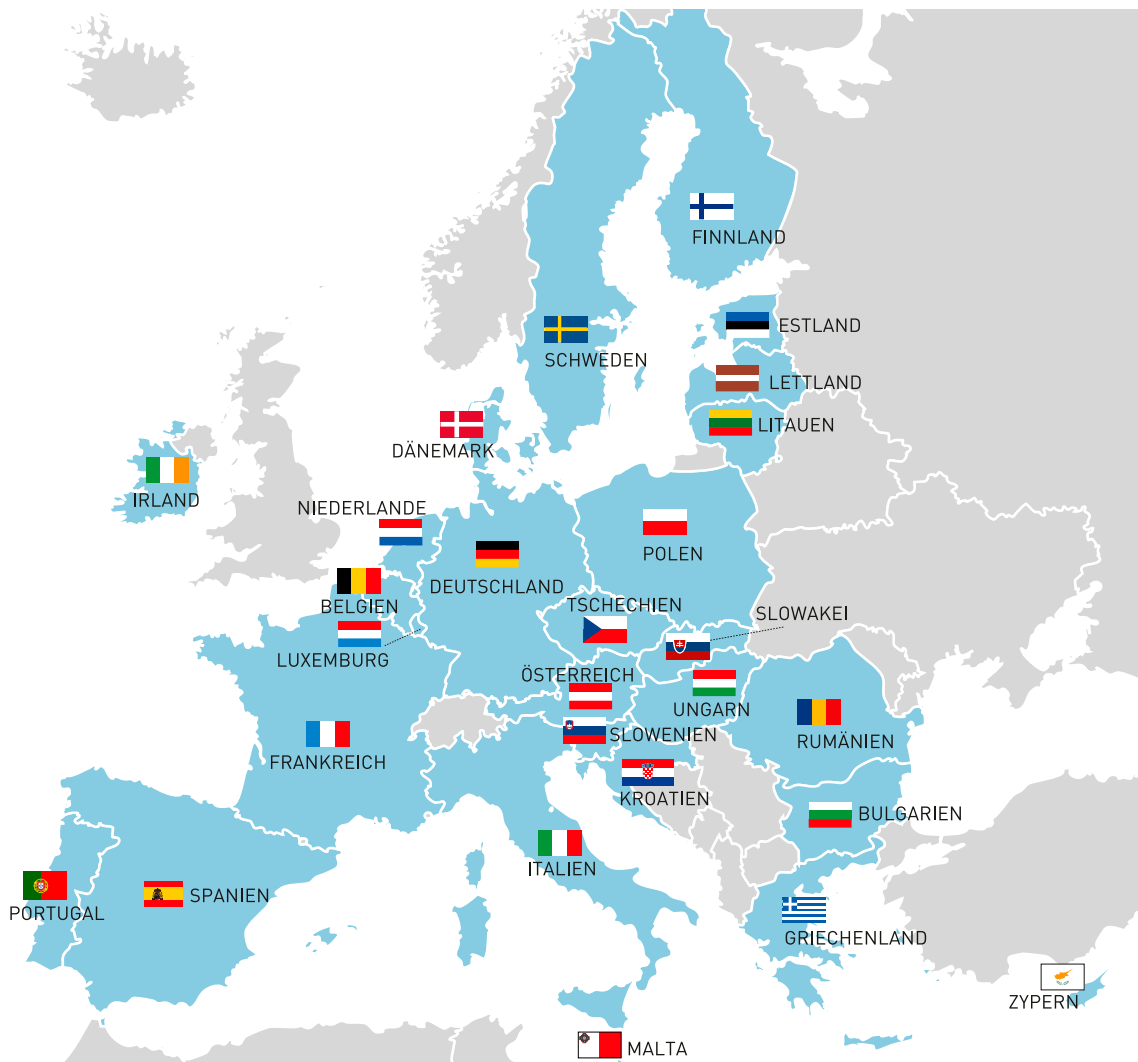 FINNLAND
ESTLAND
SCHWEDEN
LETTLAND
LITAUEN
DÄNEMARK
IRLAND
NIEDERLANDE
POLEN
DEUTSCHLAND
BELGIEN
TSCHECHIEN
SLOWAKEI
LUXEMBURG
ÖSTERREICH
UNGARN
SLOWENIEN
RUMÄNIEN
FRANKREICH
KROATIEN
BULGARIEN
ITALIEN
SPANIEN
PORTUGAL
GRIECHENLAND
ZYPERN
MALTA